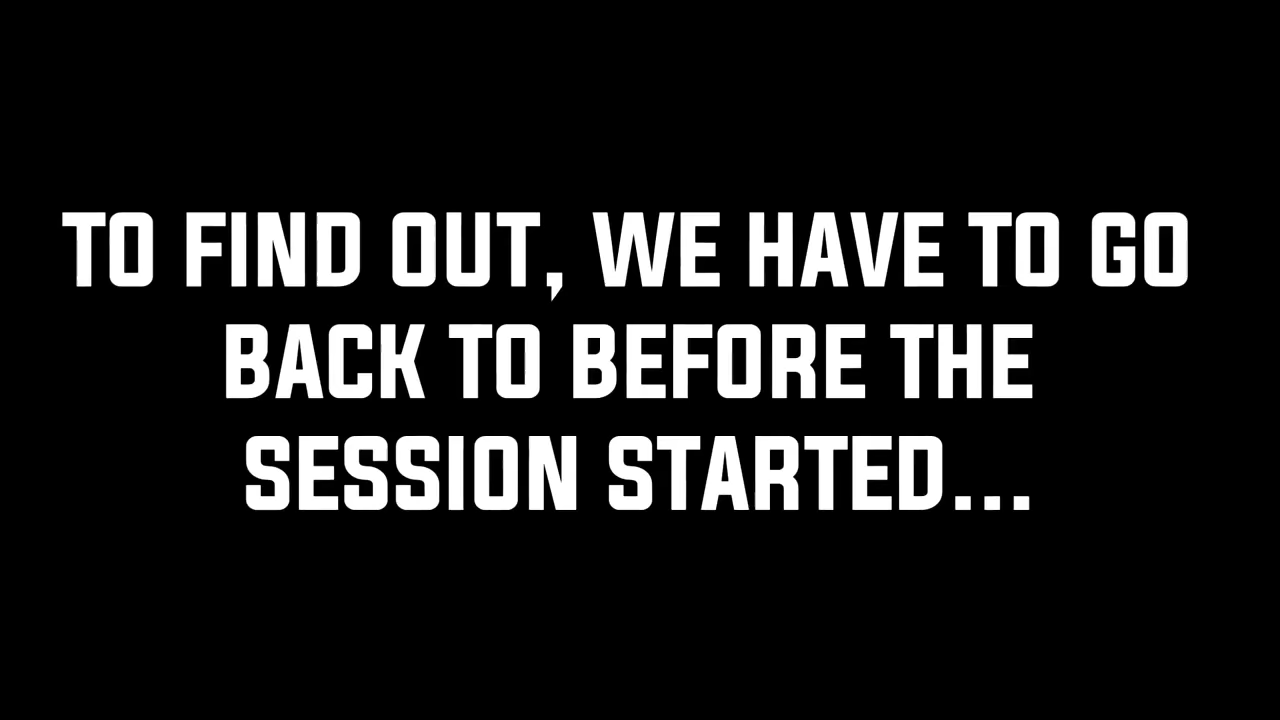 TO FIND OUT, WE HAVE TO GO
BACK TO BEFORE THE
SESSION STARTED...